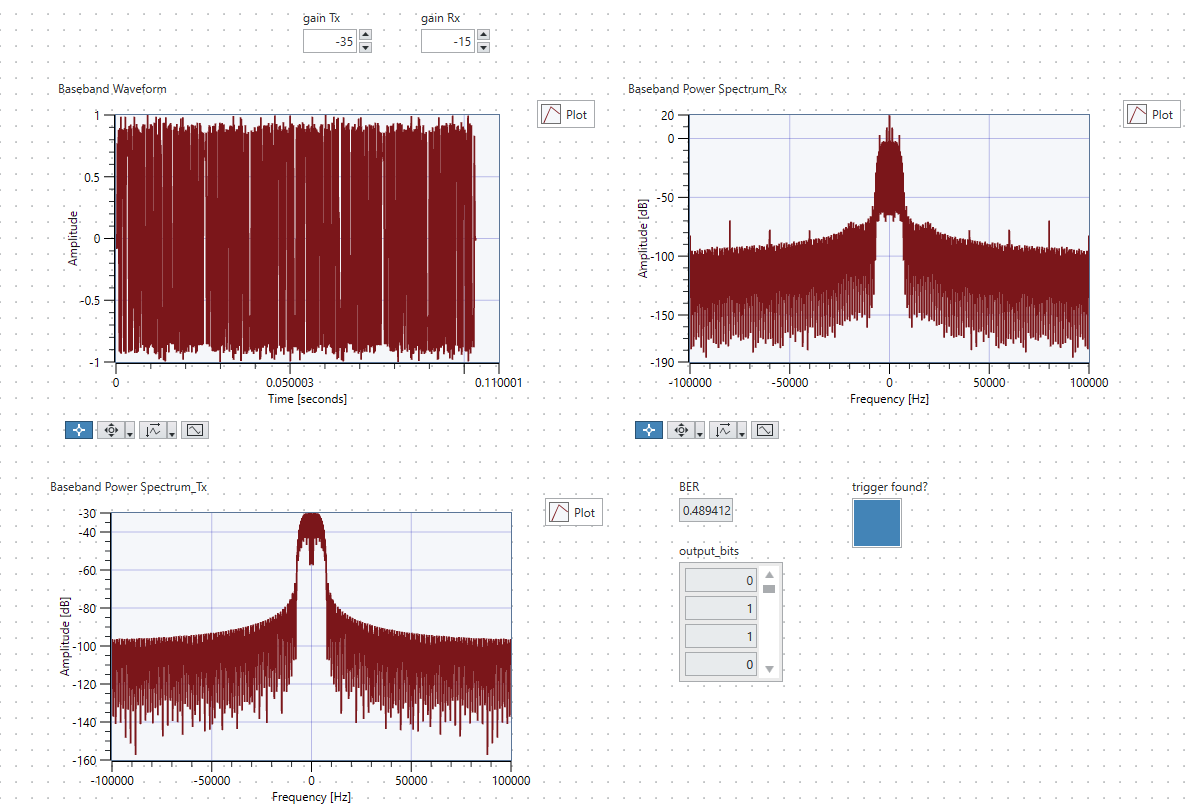 gain Tx
gain Rx
-35
-15
Baseband Waveform
Plot
1
0.5
0
-0.5
-1
Amplitude
0
0.050003
0.110001
Time [seconds]
Baseband Power Spectrum_Rx
Plot
20
0
-50
-100
-150
-190
Amplitude [dB]
-100000
-50000
0
50000
100000
Frequency [Hz]
Baseband Power Spectrum_Tx
Plot
-30
-40
-60
-80
-100
-120
-140
-160
Amplitude [dB]
-100000
-50000
0
50000
100000
Frequency [Hz]
BER
0.489412
trigger found?
output_bits
0
1
1
0